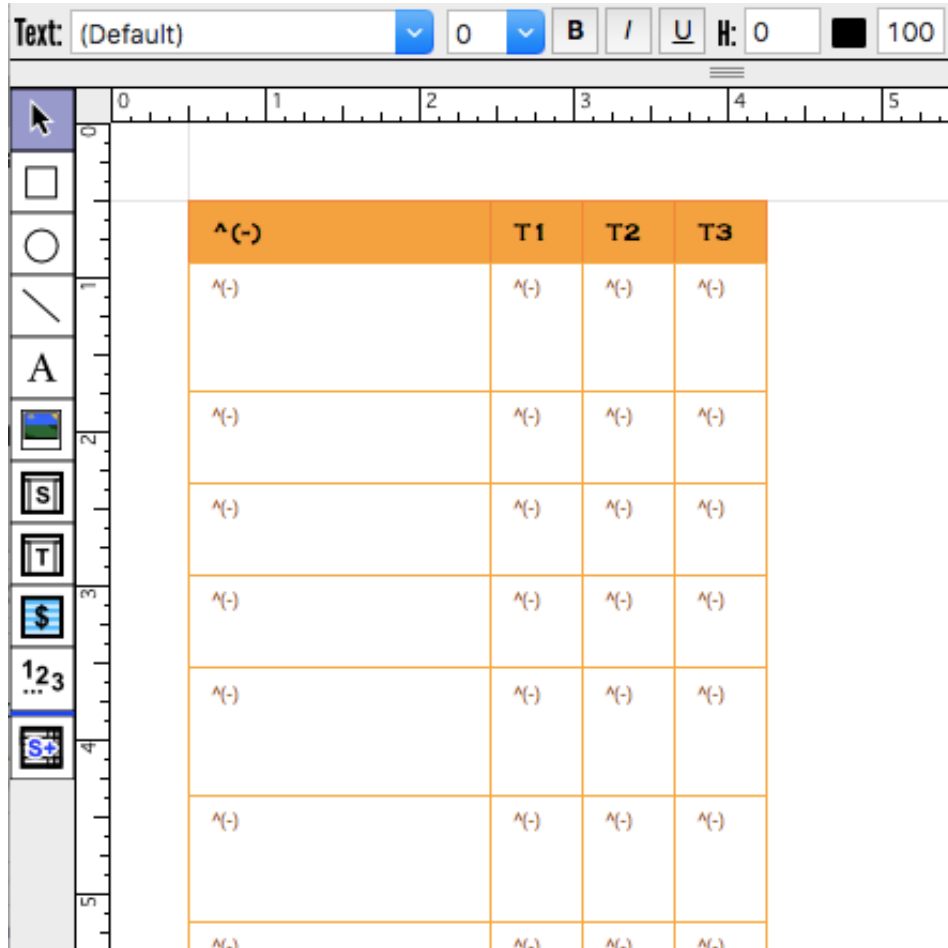 Text: (Default) 0 B I U H: 0 100
0 1 2 3 4 5
0
^(-) T1 T2 T3
1
^(-) ^(-) ^(-) ^(-)
A
2
^(-) ^(-) ^(-) ^(-)
S
^(-) ^(-) ^(-) ^(-)
T
3
^(-) ^(-) ^(-) ^(-)
$
123
...
^(-) ^(-) ^(-) ^(-)
4
S+
^(-) ^(-) ^(-) ^(-)
5
^(-) ^(-) ^(-) ^(-)